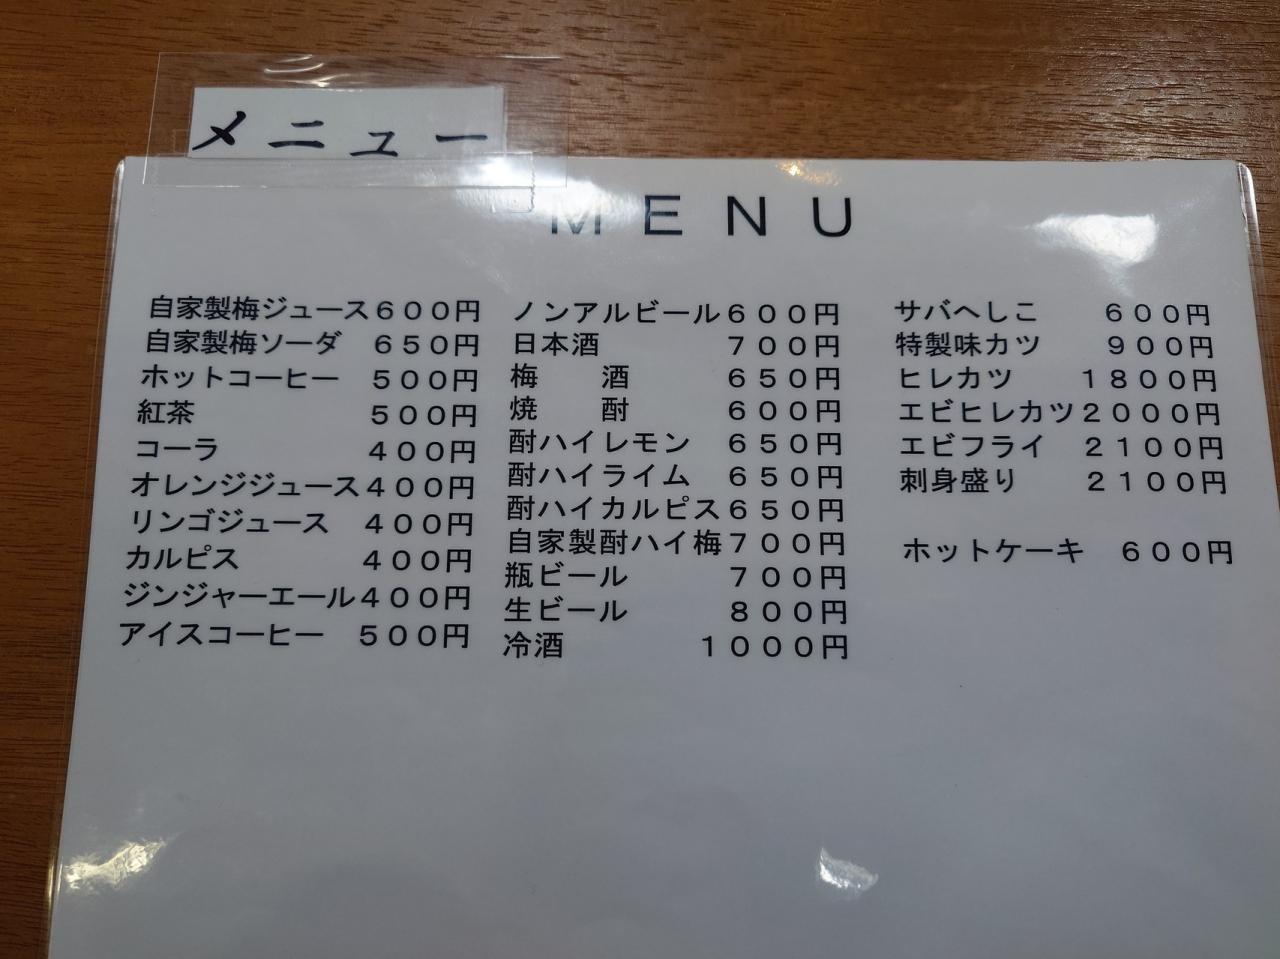 メニュー
MENU
自家製梅ジュース600円
自家製梅ソーダ 650円
ホットコーヒー 500円
紅茶 500円
コーラ 400円
オレンジジュース400円
リンゴジュース 400円
カルピス 400円
ジンジャーエール400円
アイスコーヒー 500円
ノンアルビール600円
日本酒 700円
梅 酒 650円
焼 酎 600円
酎ハイレモン 650円
酎ハイライム 650円
酎ハイカルピス650円
自家製酎ハイ梅700円
瓶ビール 700円
生ビール 800円
冷酒 1000円
サバへしこ 600円
特製味カツ 900円
ヒレカツ 1800円
エビヒレカツ2000円
エビフライ 2100円
刺身盛り 2100円
ホットケーキ 600円